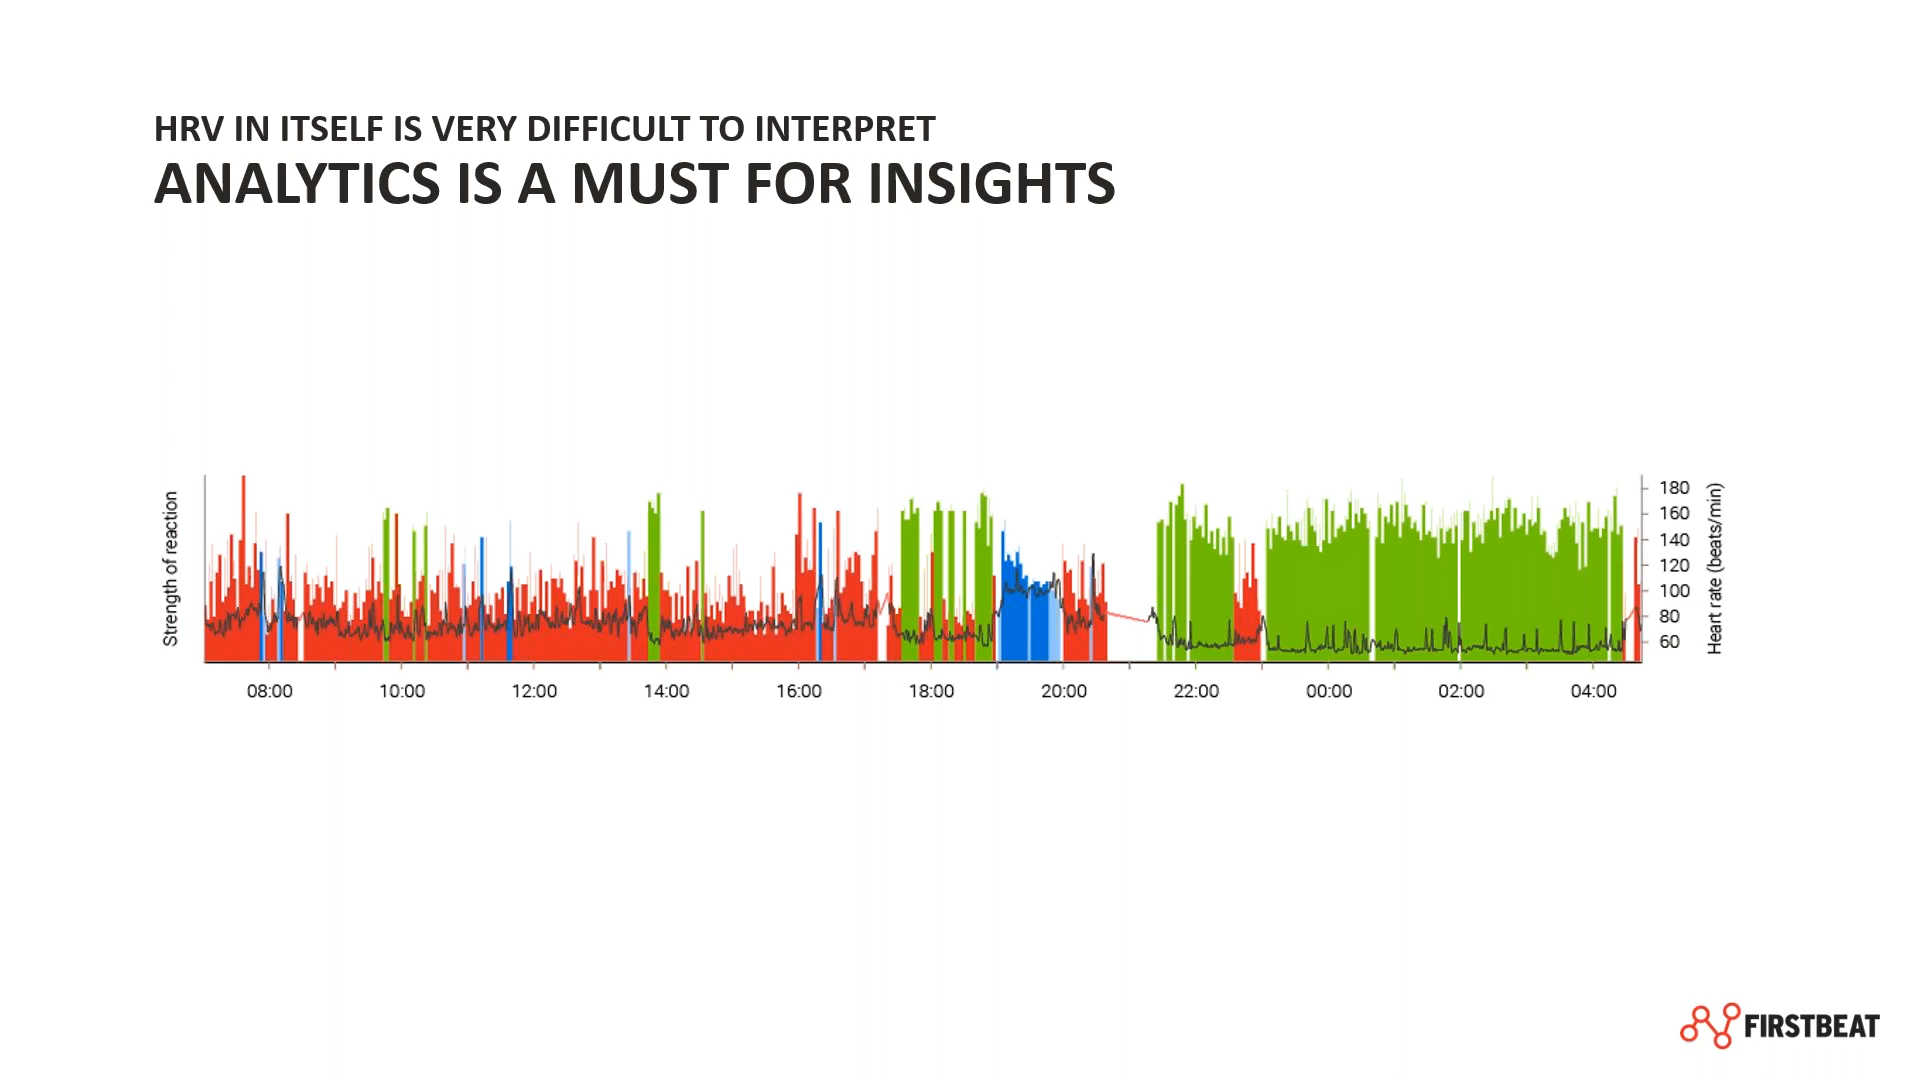 HRV IN ITSELF IS VERY DIFFICULT TO INTERPRET
ANALYTICS IS A MUST FOR INSIGHTS
Strength of reaction
180
160
140
120
100
80
60
Heart rate (beats/min)
08:00 10:00 12:00 14:00 16:00 18:00 20:00 22:00 00:00 02:00 04:00
FIRSTBEAT